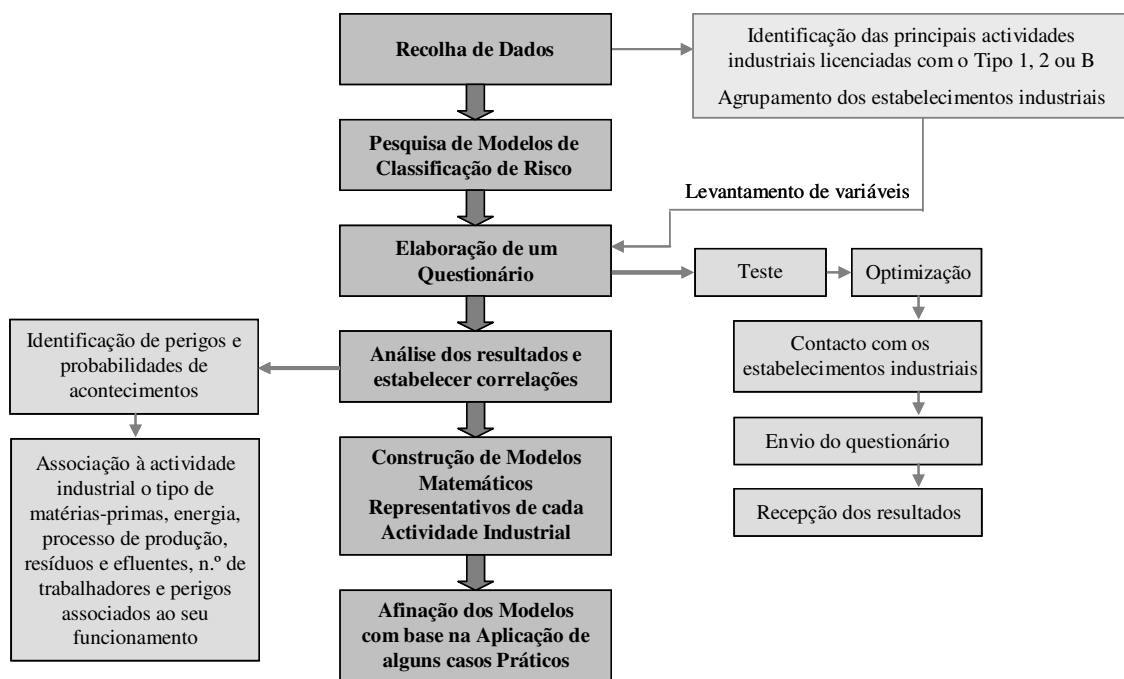 Recolha de Dados
Identificação das principais actividades
industriais licenciadas com o Tipo 1, 2 ou B
Agrupamento dos estabelecimentos industriais
Pesquisa de Modelos de
Classificação de Risco
Levantamento de variáveis
Elaboração de um
Questionário
Teste
Optimização
Contacto com os
estabelecimentos industriais
Envio do questionário
Recepção dos resultados
Análise dos resultados e
estabelecer correlações
Identificação de perigos e
probabilidades de
acontecimentos
Associação à actividade
industrial o tipo de
matérias-primas, energia,
processo de produção,
resíduos e efluentes, n.º de
trabalhadores e perigos
associados ao seu
funcionamento
Construção de Modelos
Matemáticos
Representativos de cada
Actividade Industrial
Afinação dos Modelos
com base na Aplicação de
alguns casos Práticos